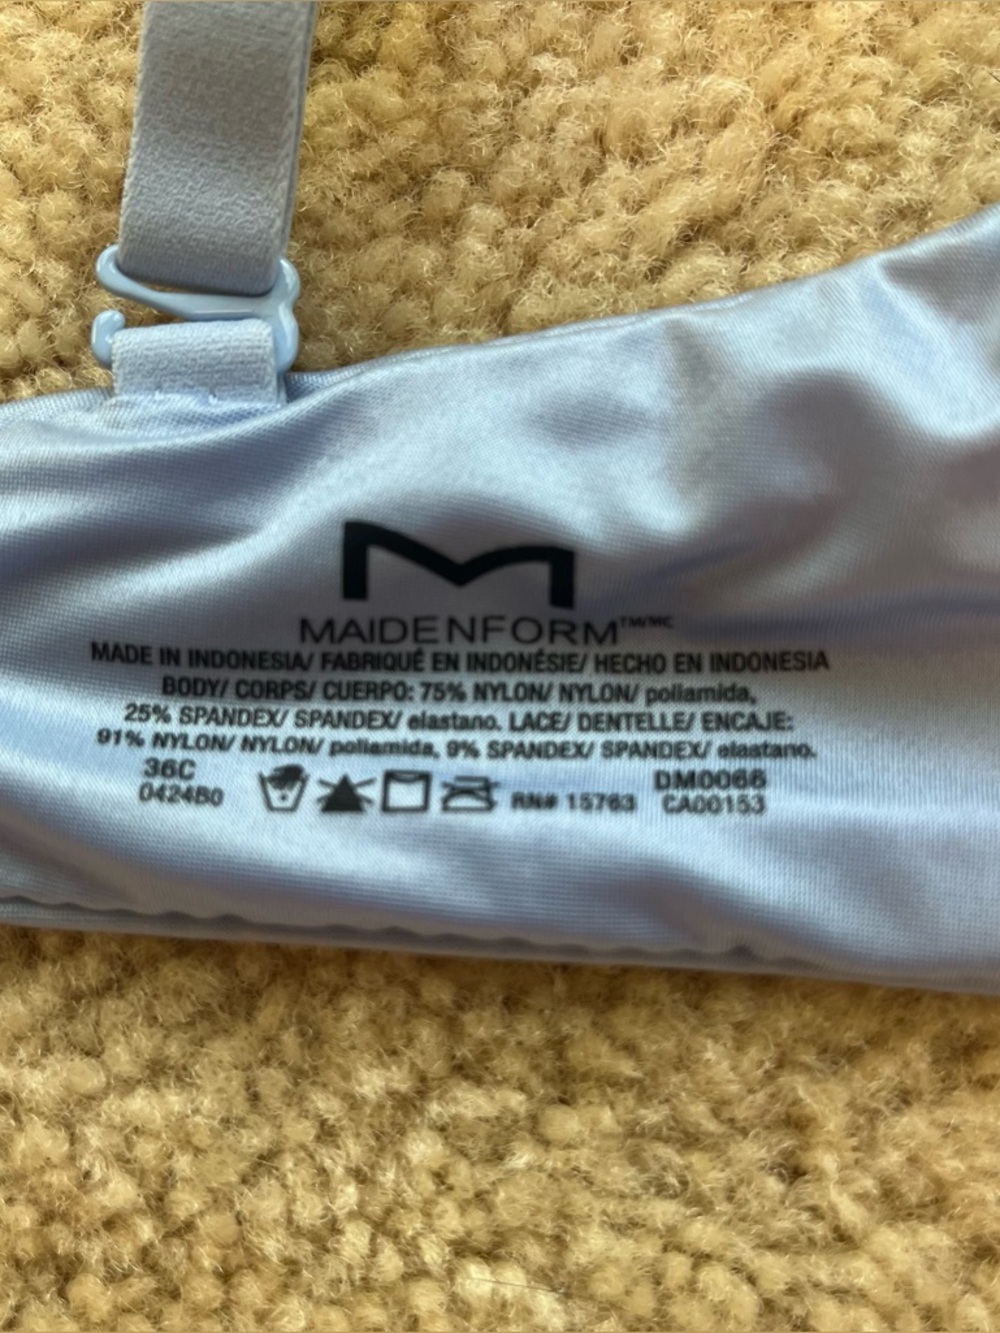 MAIDENFORM™/MC
MADE IN INDONESIA/ FABRIQUÉ EN INDONÉSIE/ HECHO EN INDONESIA
BODY/ CORPS/ CUERPO: 75% NYLON/ NYLON/ poliamida,
25% SPANDEX/ SPANDEX/ elastano. LACE/ DENTELLE/ ENCAJE:
91% NYLON/ NYLON/ poliamida, 9% SPANDEX/ SPANDEX/ elastano.
36C DM0066
0424B0 RN# 15763 CA00153